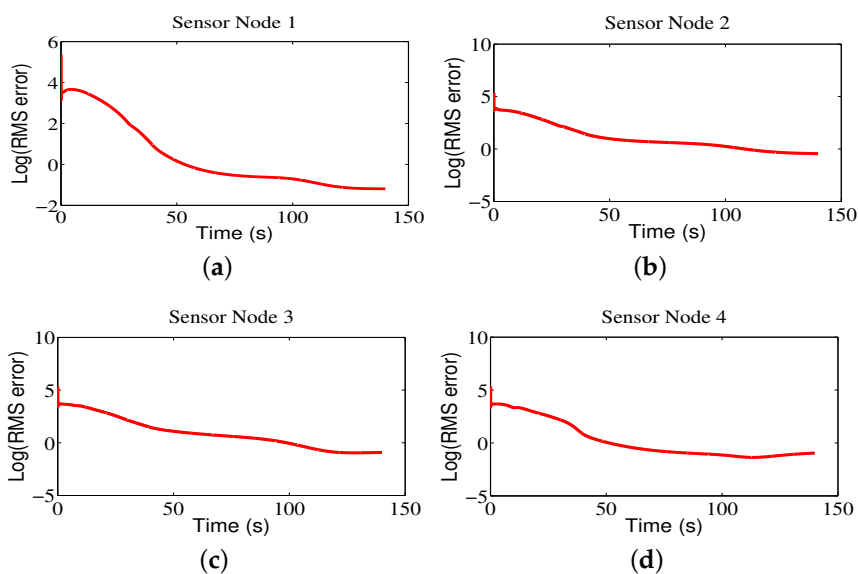 Sensor Node 1
Log(RMS error)
6
4
2
0
−2
0
50
100
150
Time (s)
(a)
Sensor Node 2
Log(RMS error)
10
5
0
−5
0
50
100
150
Time (s)
(b)
Sensor Node 3
Log(RMS error)
10
5
0
−5
0
50
100
150
Time (s)
(c)
Sensor Node 4
Log(RMS error)
10
5
0
−5
0
50
100
150
Time (s)
(d)